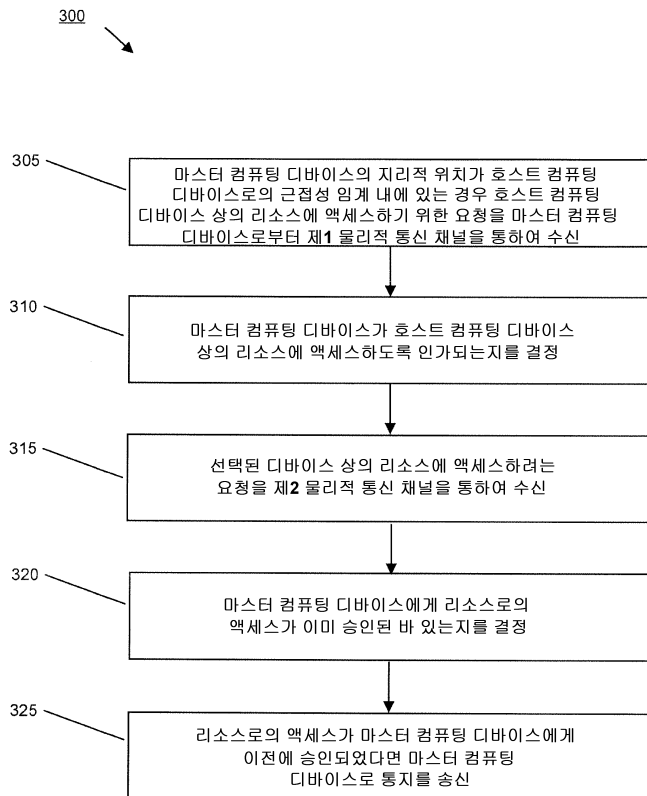 300
305
마스터 컴퓨팅 디바이스의 지리적 위치가 호스트 컴퓨팅
디바이스로의 근접성 임계 내에 있는 경우 호스트 컴퓨팅
디바이스 상의 리소스에 액세스하기 위한 요청을 마스터 컴퓨팅
디바이스로부터 제1 물리적 통신 채널을 통하여 수신
310
마스터 컴퓨팅 디바이스가 호스트 컴퓨팅 디바이스
상의 리소스에 액세스하도록 인가되는지를 결정
315
선택된 디바이스 상의 리소스에 액세스하려는
요청을 제2 물리적 통신 채널을 통하여 수신
320
마스터 컴퓨팅 디바이스에게 리소스로의
액세스가 이미 승인된 바 있는지를 결정
325
리소스로의 액세스가 마스터 컴퓨팅 디바이스에게
이전에 승인되었다면 마스터 컴퓨팅
디바이스로 통지를 송신